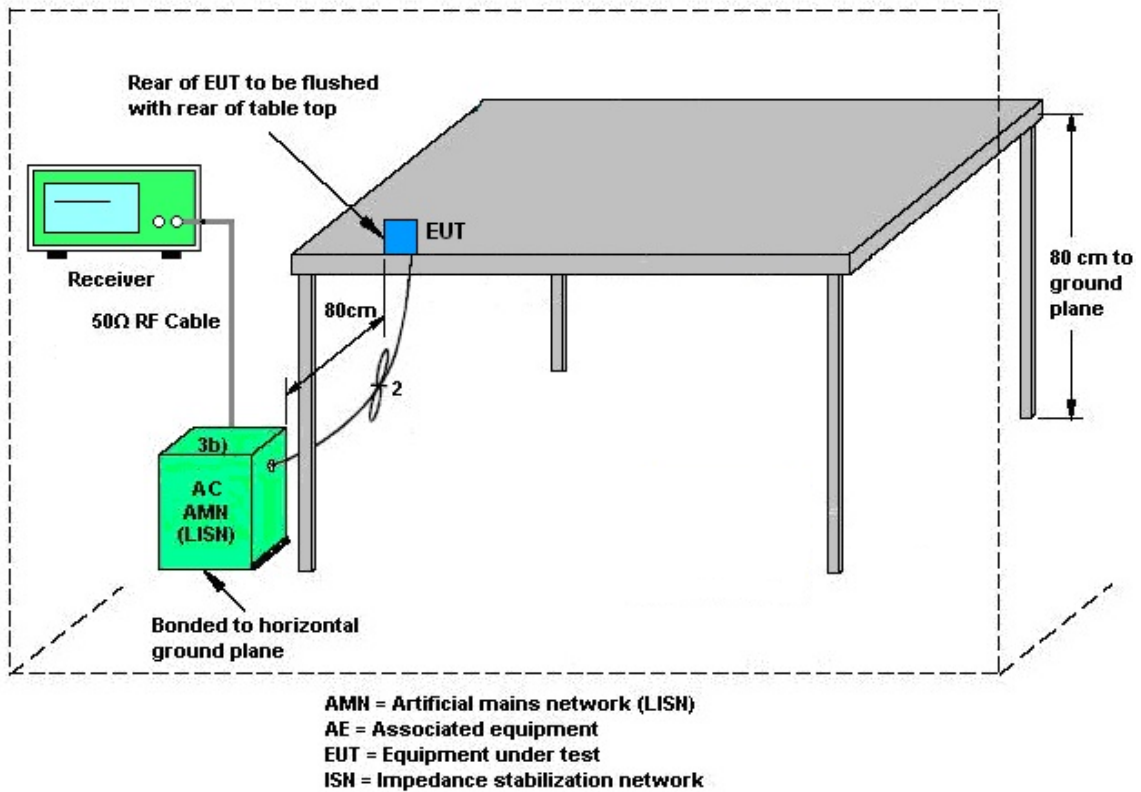 Rear of EUT to be flushed
with rear of table top
EUT
Receiver
80 cm to
ground
plane
80cm
50Ω RF Cable
2
3b)
AC
AMN
(LISN)
Bonded to horizontal
ground plane
AMN = Artificial mains network (LISN)
AE = Associated equipment
EUT = Equipment under test
ISN = Impedance stabilization network